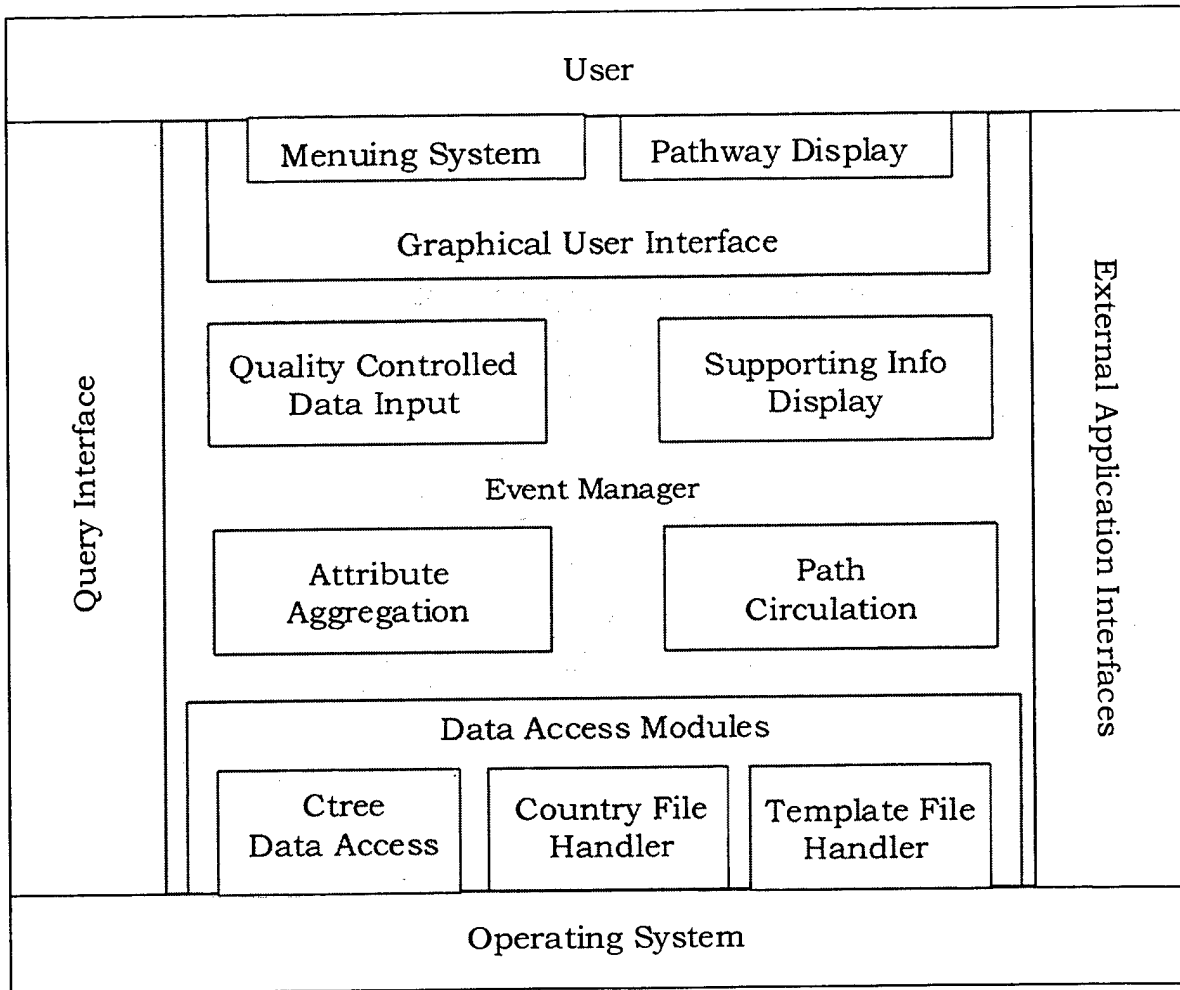 User
Menuing System
Pathway Display
Graphical User Interface
Query Interface
External Application Interfaces
Quality Controlled
Data Input
Supporting Info
Display
Event Manager
Attribute
Aggregation
Path
Circulation
Data Access Modules
Ctree
Data Access
Country File
Handler
Template File
Handler
Operating System